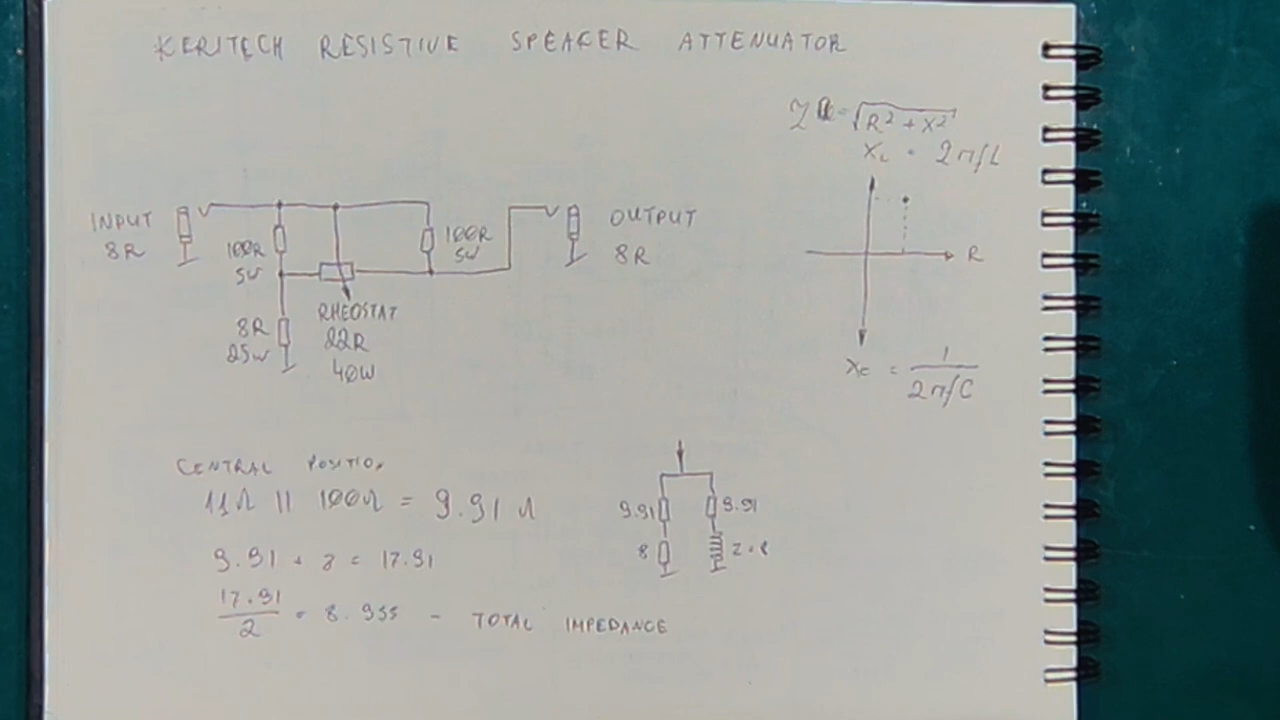 KERITECH RESISTIVE SPEAKER ATTENUATOR
Z = √R² + X²
X_L = 2πfL
INPUT
8R
100R
5W
100R
5W
OUTPUT
8R
R
8R
25W
RHEOSTAT
22R
40W
Xc = 1/2πfC
CENTRAL POSITION
11Ω || 100Ω = 9.91 Ω
9.91 + 8 = 17.91
17.91/2 = 8.955 - TOTAL IMPEDANCE
9.91
9.91
8
Z=8